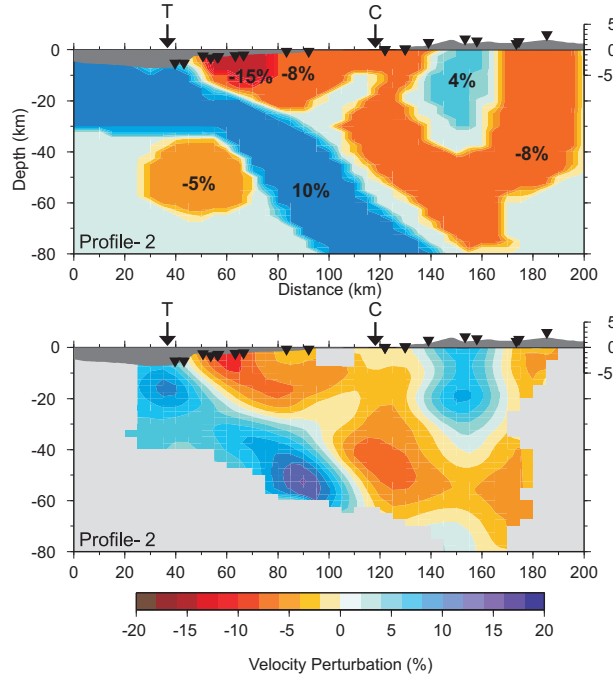 T C
0 5
-15% -8% 4% 0
-20 -5
Depth (km)
-40 -8%
-5%
-60 10%
-80 Profile- 2
0 20 40 60 80 100 120 140 160 180 200
Distance (km)
T C
5
0 0
-5
-20
-40
-60
-80 Profile- 2
0 20 40 60 80 100 120 140 160 180 200
-20 -15 -10 -5 0 5 10 15 20
Velocity Perturbation (%)